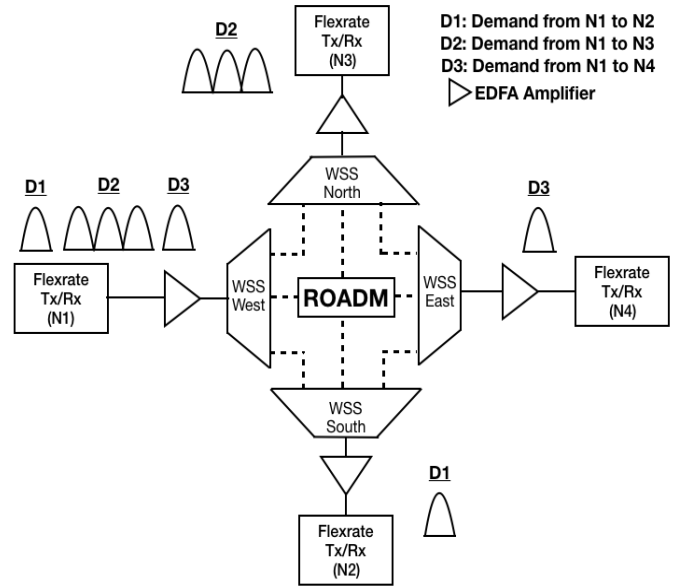 D2
Flexrate
Tx/Rx
(N3)
D1: Demand from N1 to N2
D2: Demand from N1 to N3
D3: Demand from N1 to N4
EDFA Amplifier
WSS
North
D1
D2
D3
D3
Flexrate
Tx/Rx
(N1)
WSS
West
ROADM
WSS
East
Flexrate
Tx/Rx
(N4)
WSS
South
D1
Flexrate
Tx/Rx
(N2)